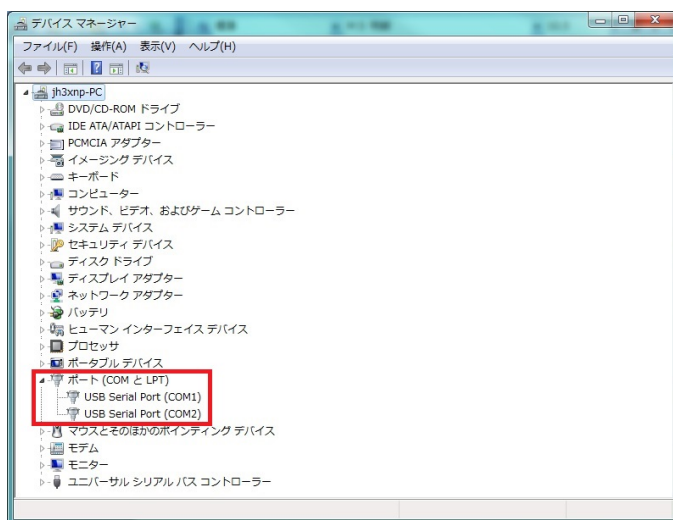 デバイス マネージャー
ファイル(F) 操作(A) 表示(V) ヘルプ(H)
jh3xnp-PC
DVD/CD-ROM ドライブ
IDE ATA/ATAPI コントローラー
PCMCIA アダプター
イメージング デバイス
キーボード
コンピューター
サウンド、ビデオ、およびゲーム コントローラー
システム デバイス
セキュリティ デバイス
ディスク ドライブ
ディスプレイ アダプター
ネットワーク アダプター
バッテリ
ヒューマン インターフェイス デバイス
プロセッサ
ポータブル デバイス
ポート (COM と LPT)
USB Serial Port (COM1)
USB Serial Port (COM2)
マウスとそのほかのポインティング デバイス
モデム
モニター
ユニバーサル シリアル バス コントローラー